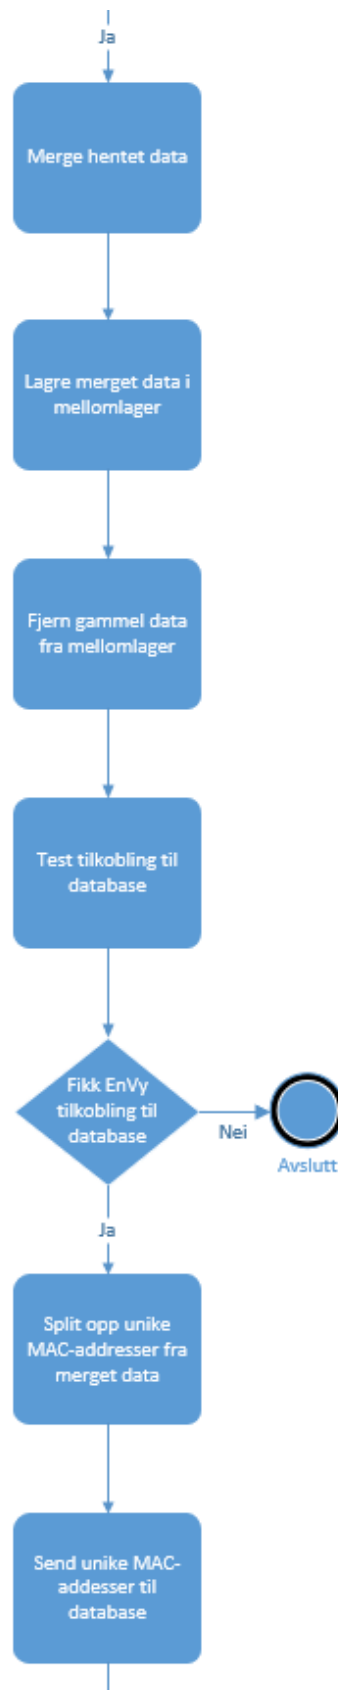 Ja
Merge hentet data
Lagre merget data i
mellomlager
Fjern gammel data
fra mellomlager
Test tilkobling til
database
Fikk EnVy
tilkobling til
database
Nei
Avslutt
Ja
Split opp unike
MAC-addresser fra
merget data
Send unike MAC-
addesser til
database